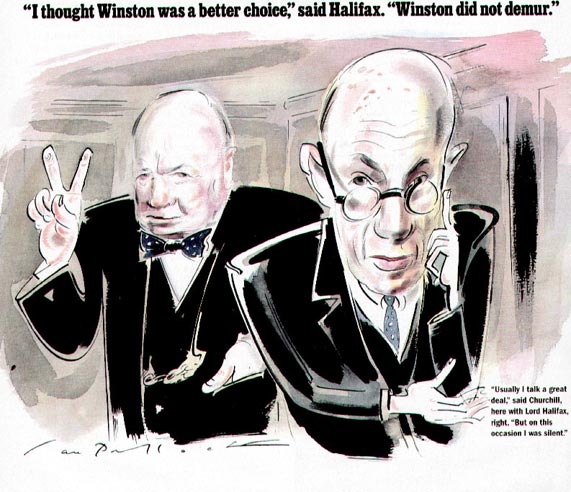 “I thought Winston was a better choice,” said Halifax. “Winston did not demur.”
“Usually I talk a great
deal,” said Churchill,
here with Lord Halifax,
right. “But on this
occasion I was silent.”